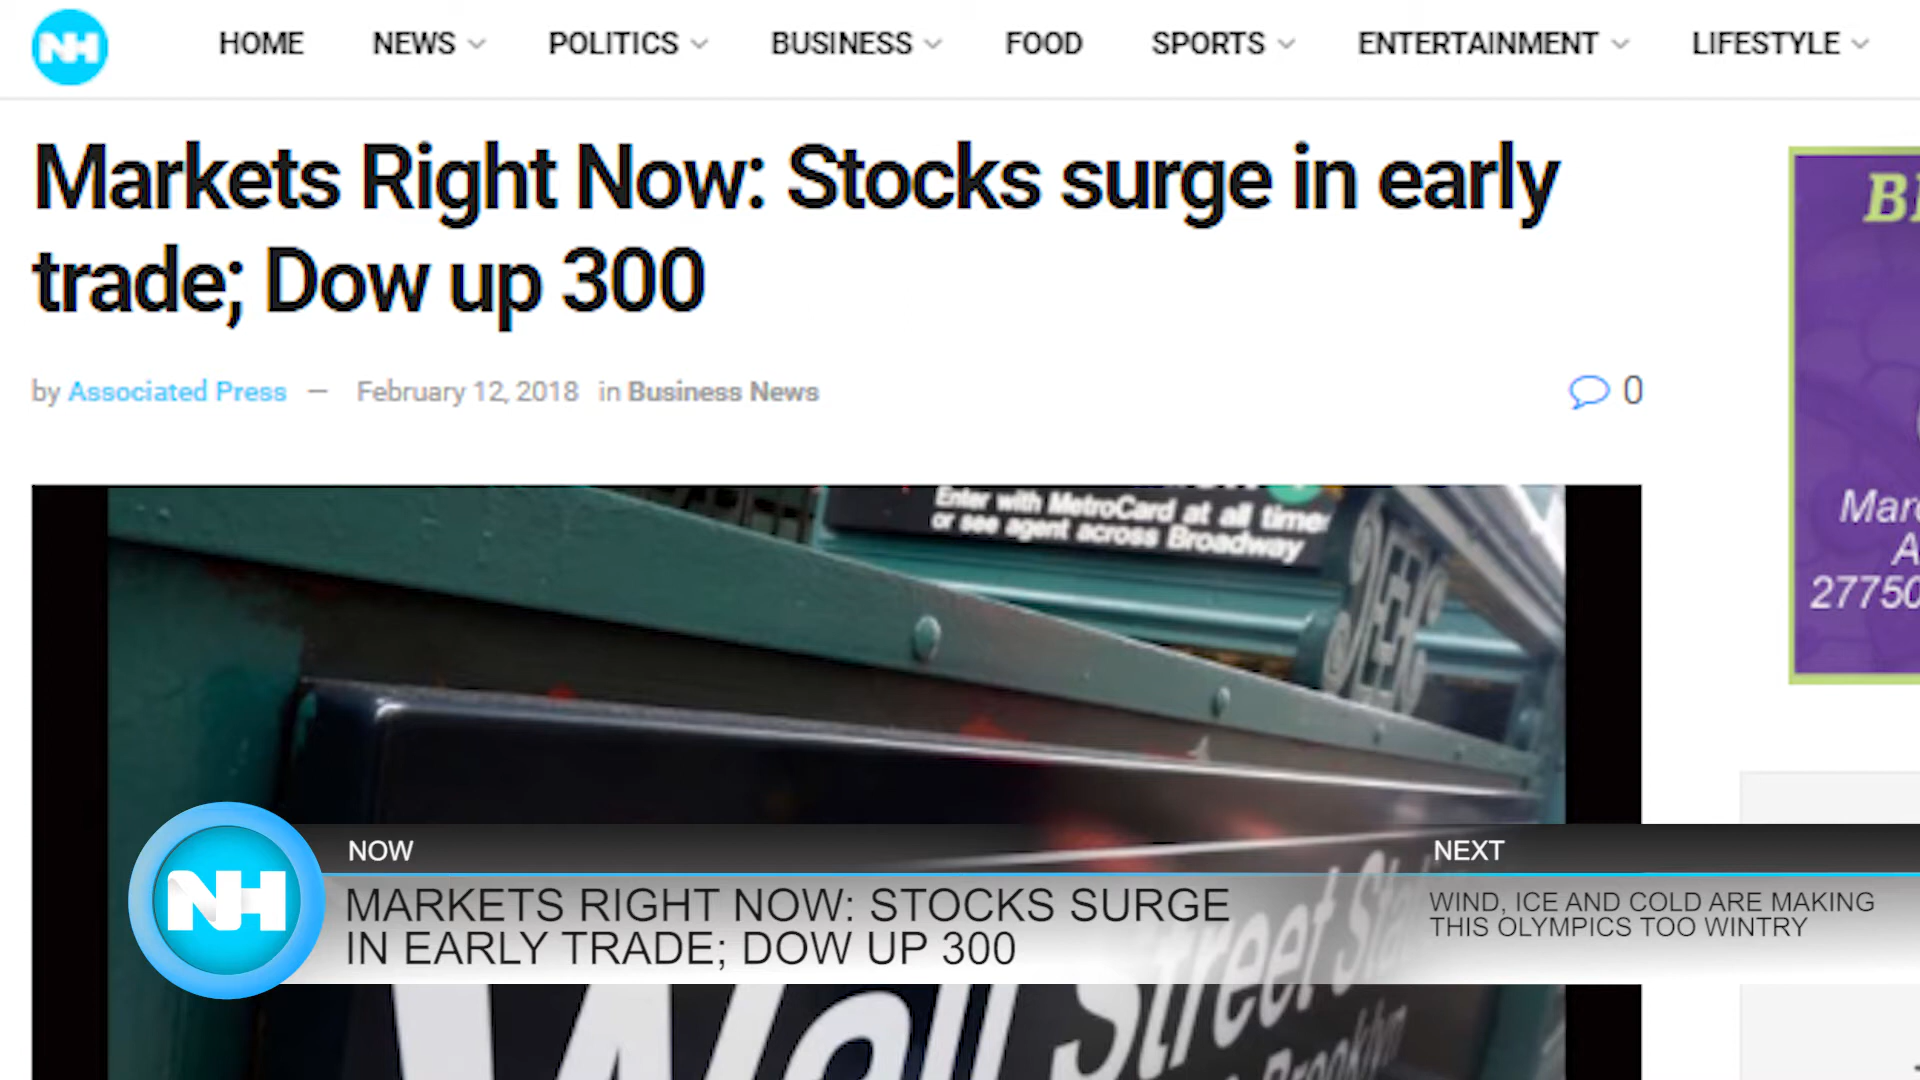 NH
HOME NEWS POLITICS BUSINESS FOOD SPORTS ENTERTAINMENT LIFESTYLE
Markets Right Now: Stocks surge in early
trade; Dow up 300
by Associated Press — February 12, 2018 in Business News
0
Enter with MetroCard at all
or see agent across Broadway
27750
NOW
NEXT
NH
MARKETS RIGHT NOW: STOCKS SURGE
IN EARLY TRADE; DOW UP 300
WIND, ICE AND COLD ARE MAKING
THIS OLYMPICS TOO WINTRY
Wall Street